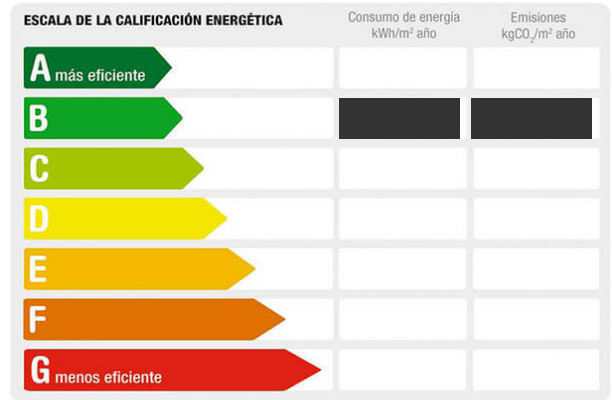 ESCALA DE LA CALIFICACIÓN ENERGÉTICA
Consumo de energía
kWh/m² año
Emisiones
kgCO₂/m² año
A más eficiente
B
C
D
E
F
G menos eficiente